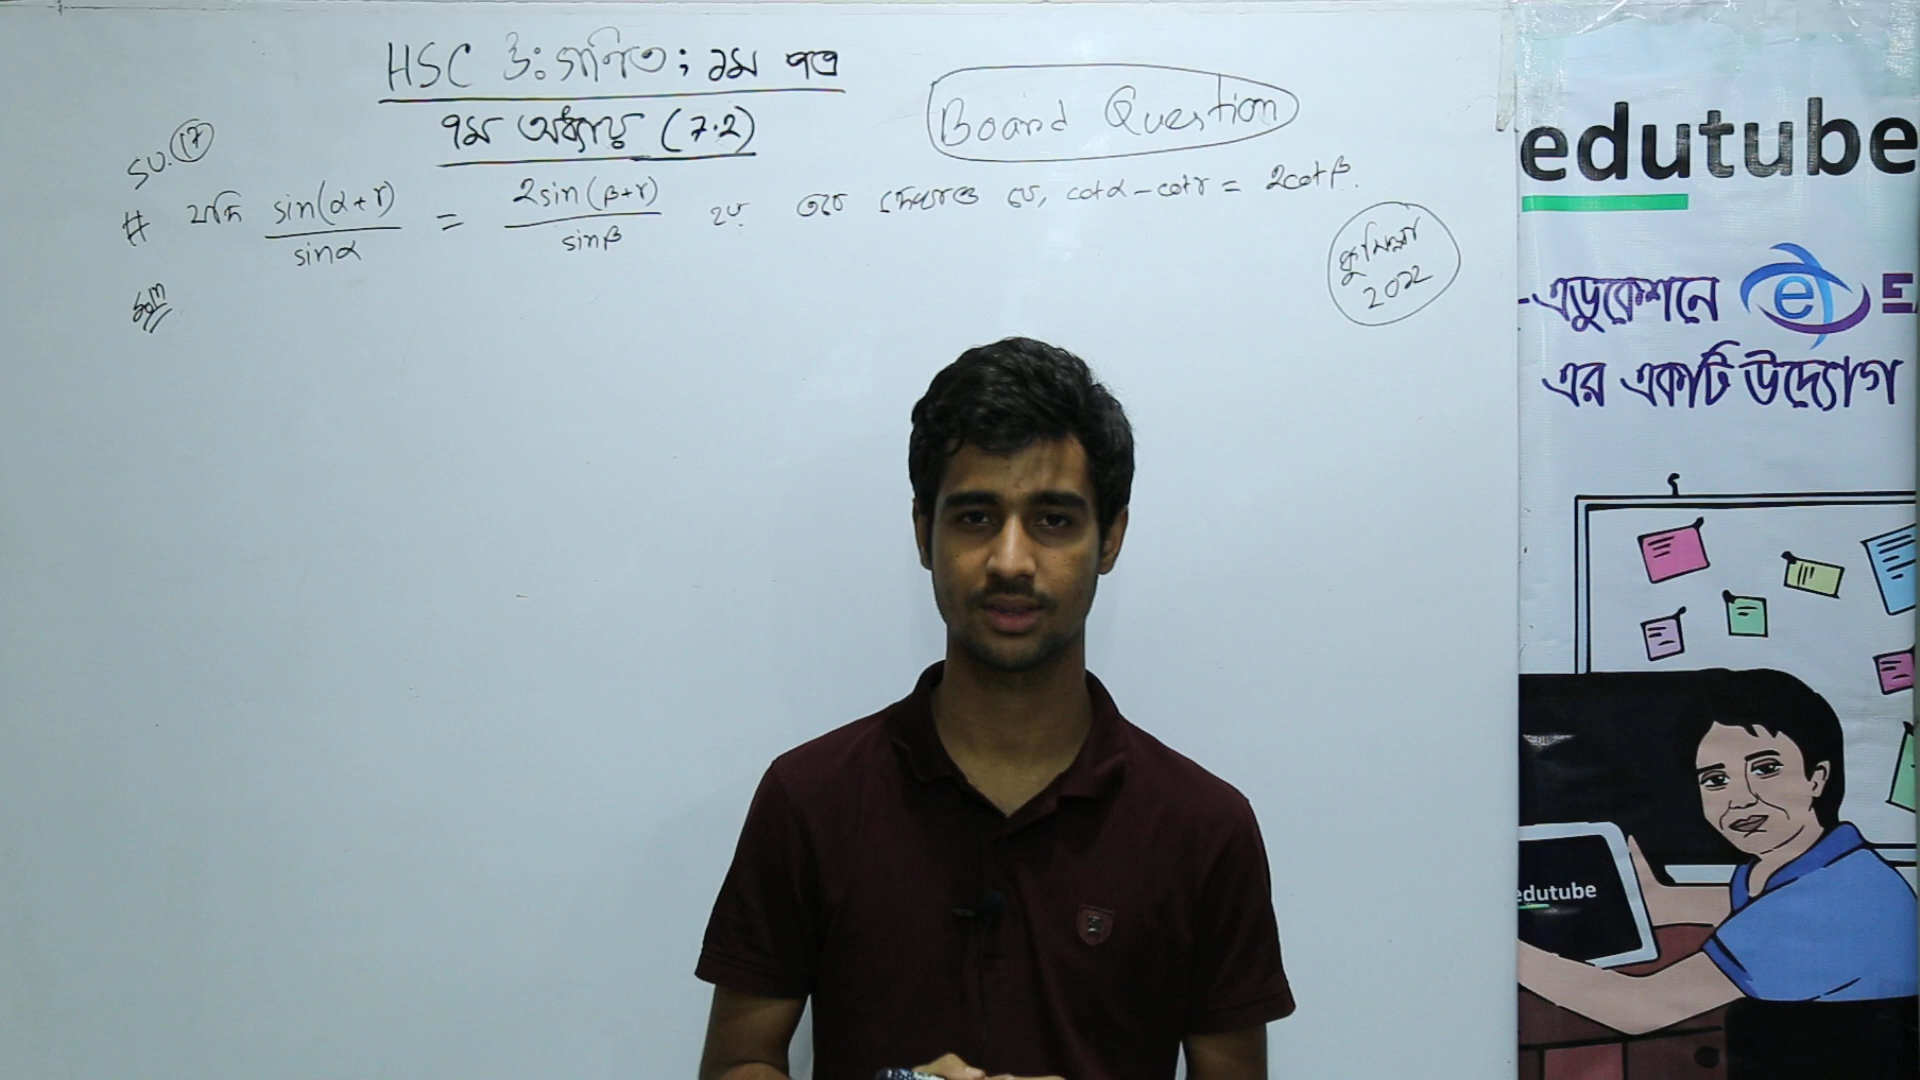 HSC উঃ গণিত ; ১ম পত্র
৭ম অধ্যায় (7.2)
Board Question
SU. 17
# যদি sin(α+γ)/sinα = 2sin(β+γ)/sinβ হয় তবে দেখাও যে, cotα - cotγ = 2cotβ.
কুমিল্লা
২০১২
Soln
edutube
-এডুকেশনে e E
এর একটি উদ্যোগ
edutube